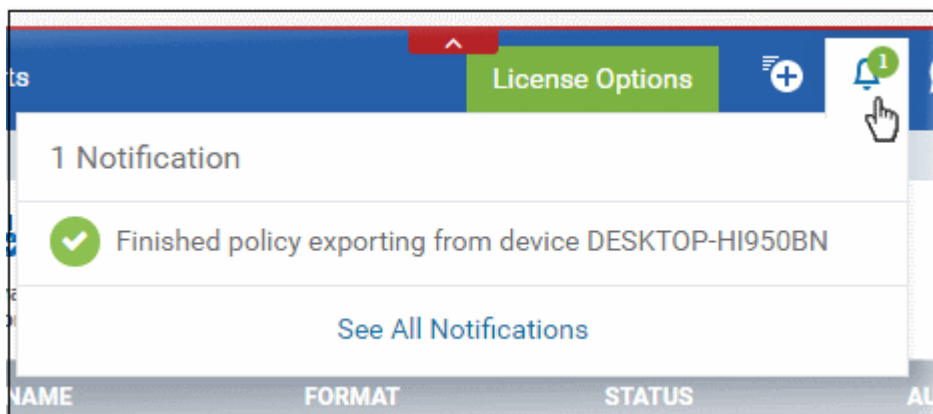 ts
License Options
1
1 Notification
Finished policy exporting from device DESKTOP-HI950BN
See All Notifications
NAME FORMAT STATUS AU